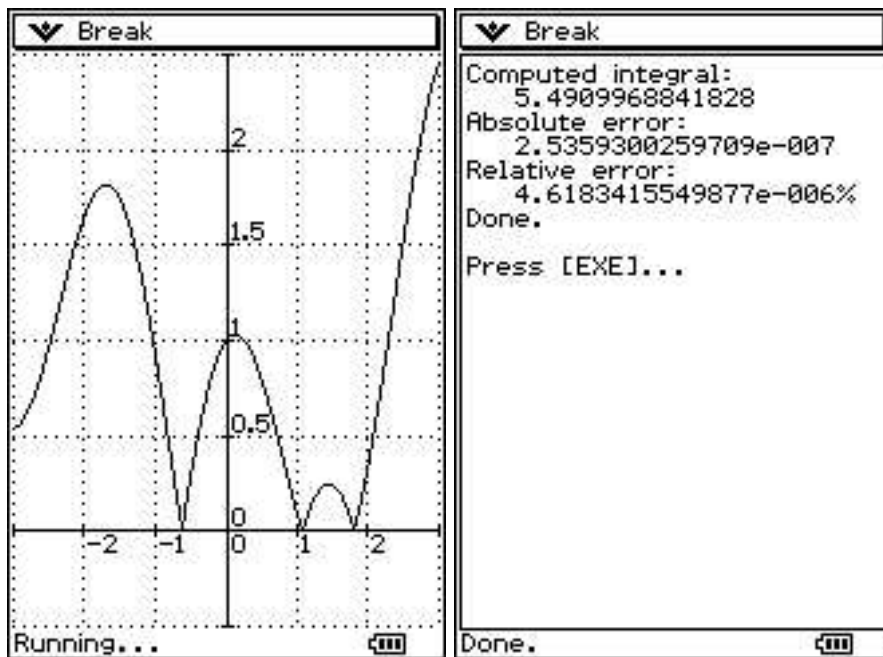 Break
2
1.5
1
0.5
0
-2 -1 0 1 2
Running...
Break
Computed integral:
5.4909968841828
Absolute error:
2.5359300259709e-007
Relative error:
4.6183415549877e-006%
Done.
Press [EXE]...
Done.